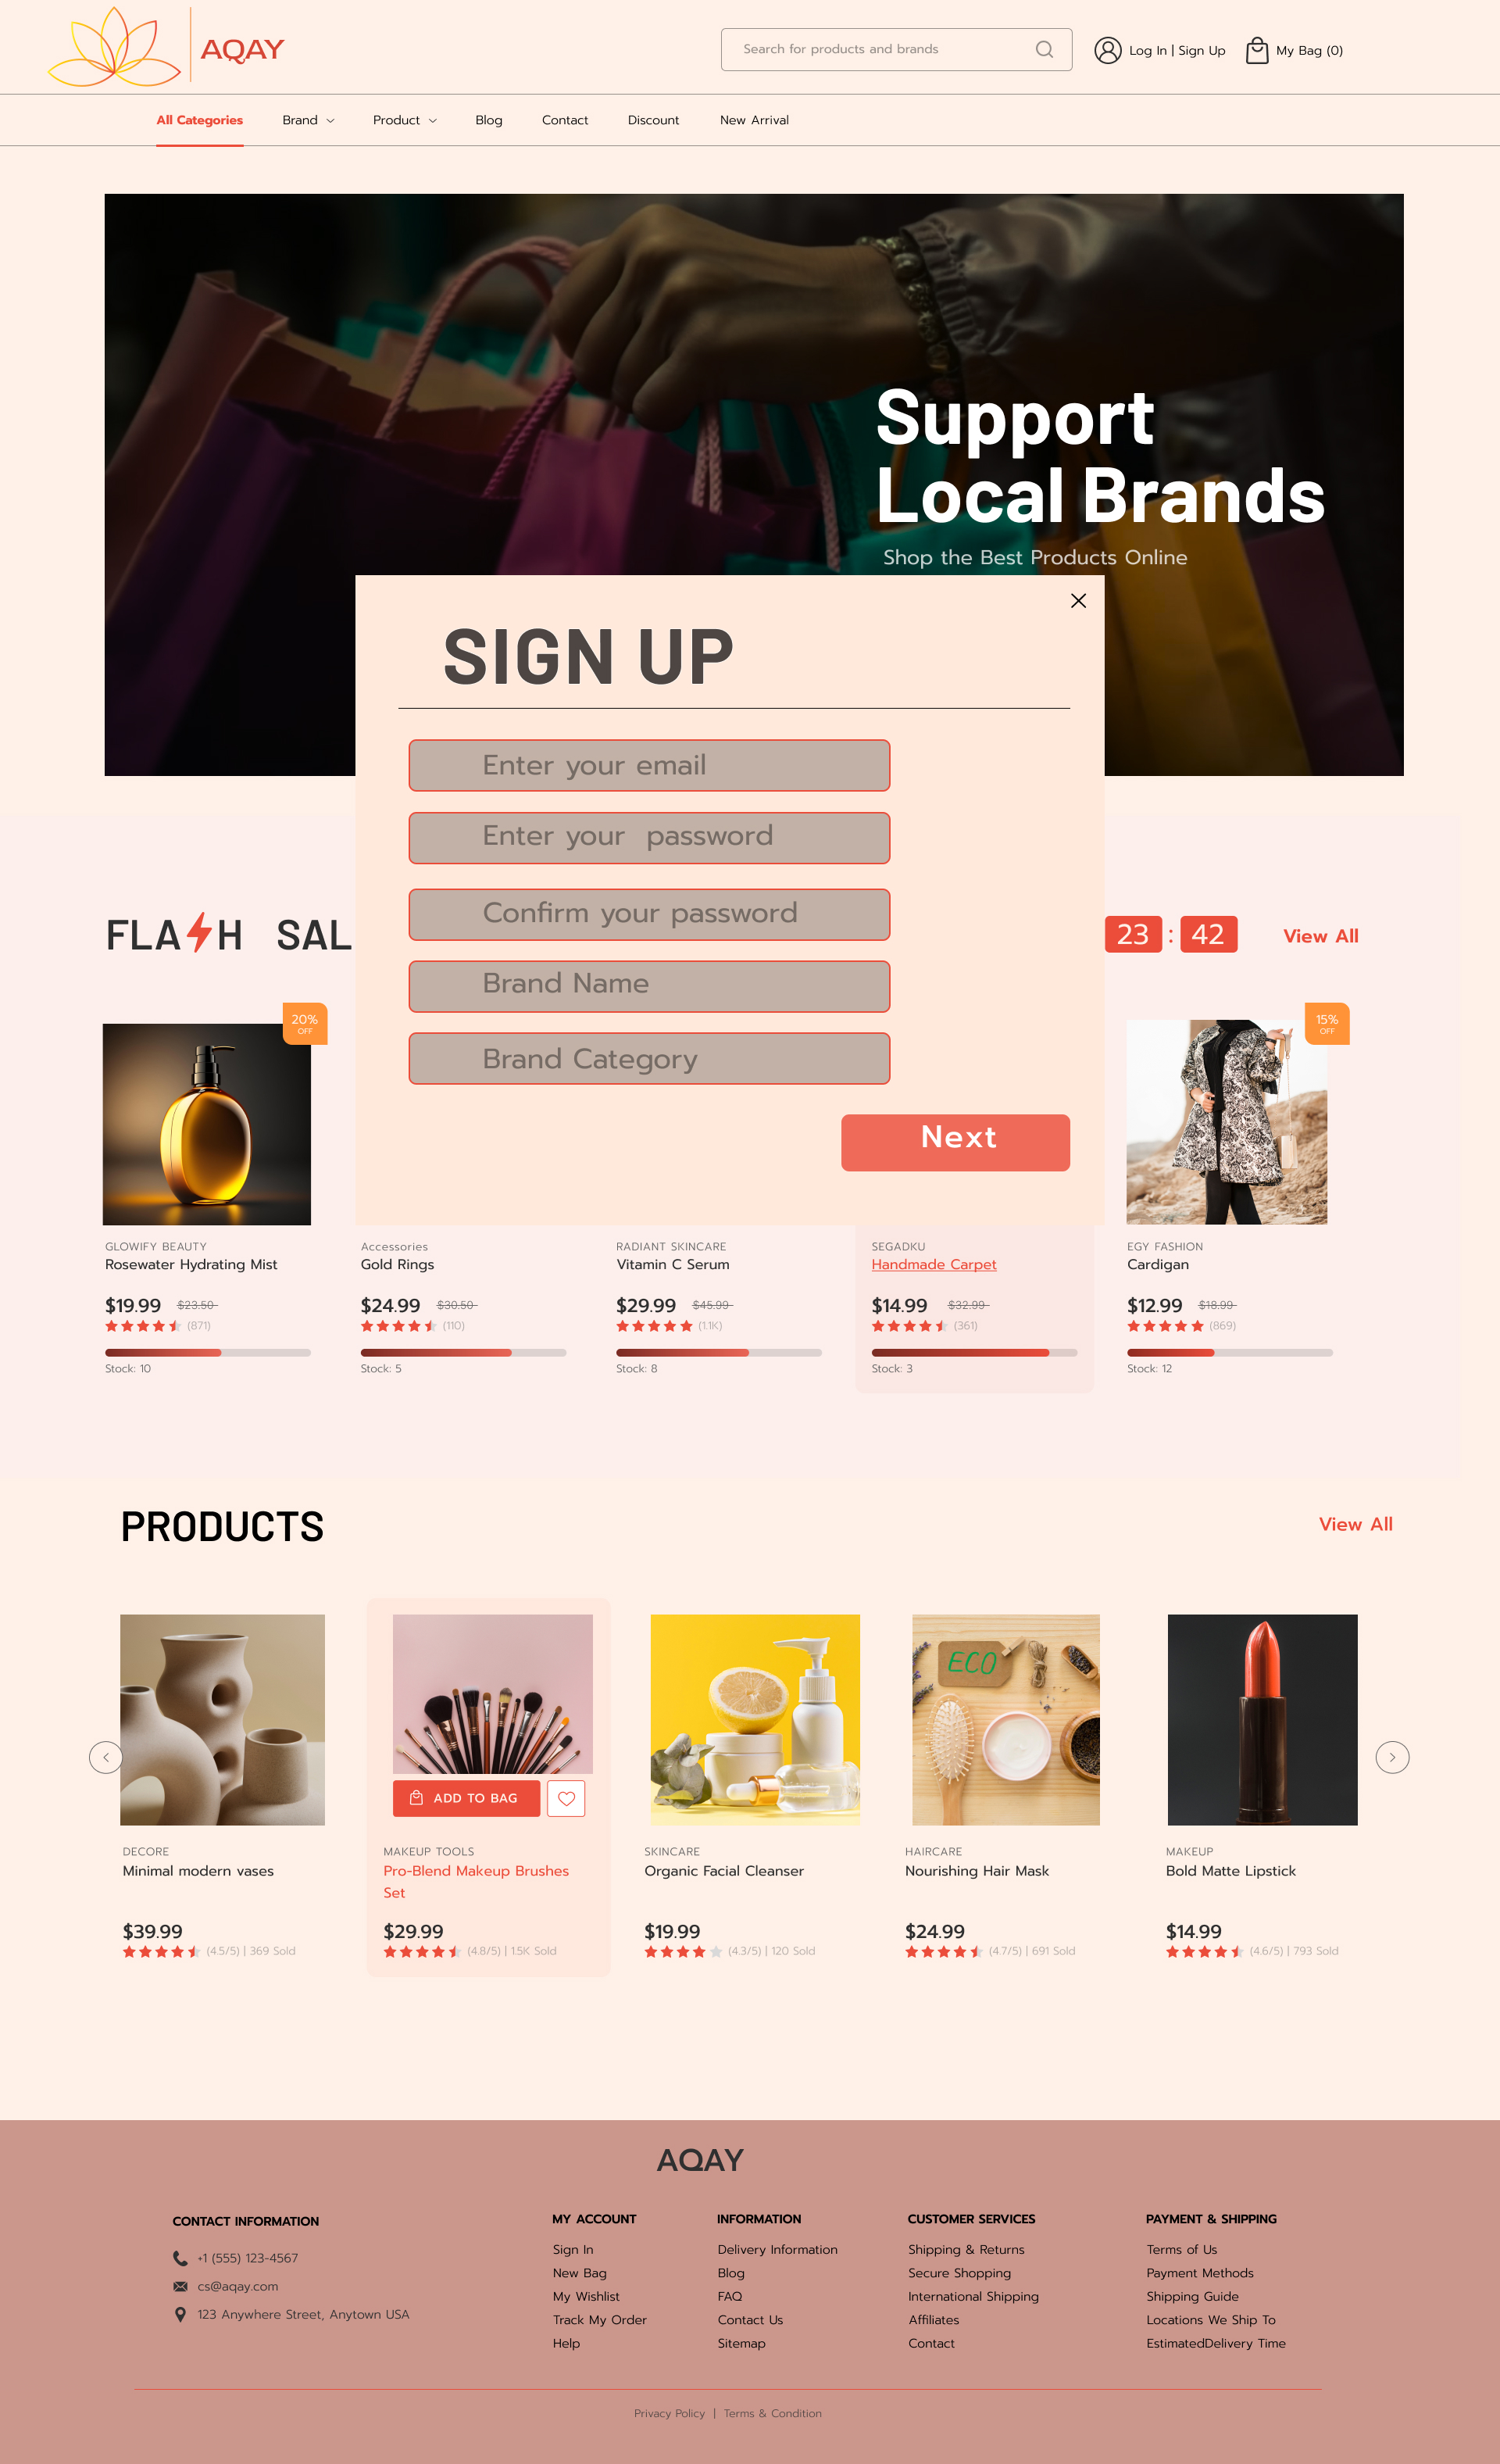 AQAY
Search for products and brands
Log In | Sign Up
My Bag (0)
All Categories
Brand
Product
Blog
Contact
Discount
New Arrival
Support
Local Brands
Shop the Best Products Online
SIGN UP
Enter your email
Enter your  password
Confirm your password
Brand Name
Brand Category
Next
FLA H SAL
23 : 42
View All
20%
OFF
15%
OFF
GLOWIFY BEAUTY
Rosewater Hydrating Mist
$19.99 $23.50
(871)
Stock: 10
Accessories
Gold Rings
$24.99 $30.50
(110)
Stock: 5
RADIANT SKINCARE
Vitamin C Serum
$29.99 $45.99
(1.1K)
Stock: 8
SEGADKU
Handmade Carpet
$14.99 $32.99
(361)
Stock: 3
EGY FASHION
Cardigan
$12.99 $18.99
(869)
Stock: 12
PRODUCTS
View All
ECO
ADD TO BAG
DECORE
Minimal modern vases
$39.99
(4.5/5) | 369 Sold
MAKEUP TOOLS
Pro-Blend Makeup Brushes
Set
$29.99
(4.8/5) | 1.5K Sold
SKINCARE
Organic Facial Cleanser
$19.99
(4.3/5) | 120 Sold
HAIRCARE
Nourishing Hair Mask
$24.99
(4.7/5) | 691 Sold
MAKEUP
Bold Matte Lipstick
$14.99
(4.6/5) | 793 Sold
AQAY
CONTACT INFORMATION
+1 (555) 123-4567
cs@aqay.com
123 Anywhere Street, Anytown USA
MY ACCOUNT
Sign In
New Bag
My Wishlist
Track My Order
Help
INFORMATION
Delivery Information
Blog
FAQ
Contact Us
Sitemap
CUSTOMER SERVICES
Shipping & Returns
Secure Shopping
International Shipping
Affiliates
Contact
PAYMENT & SHIPPING
Terms of Us
Payment Methods
Shipping Guide
Locations We Ship To
EstimatedDelivery Time
Privacy Policy | Terms & Condition